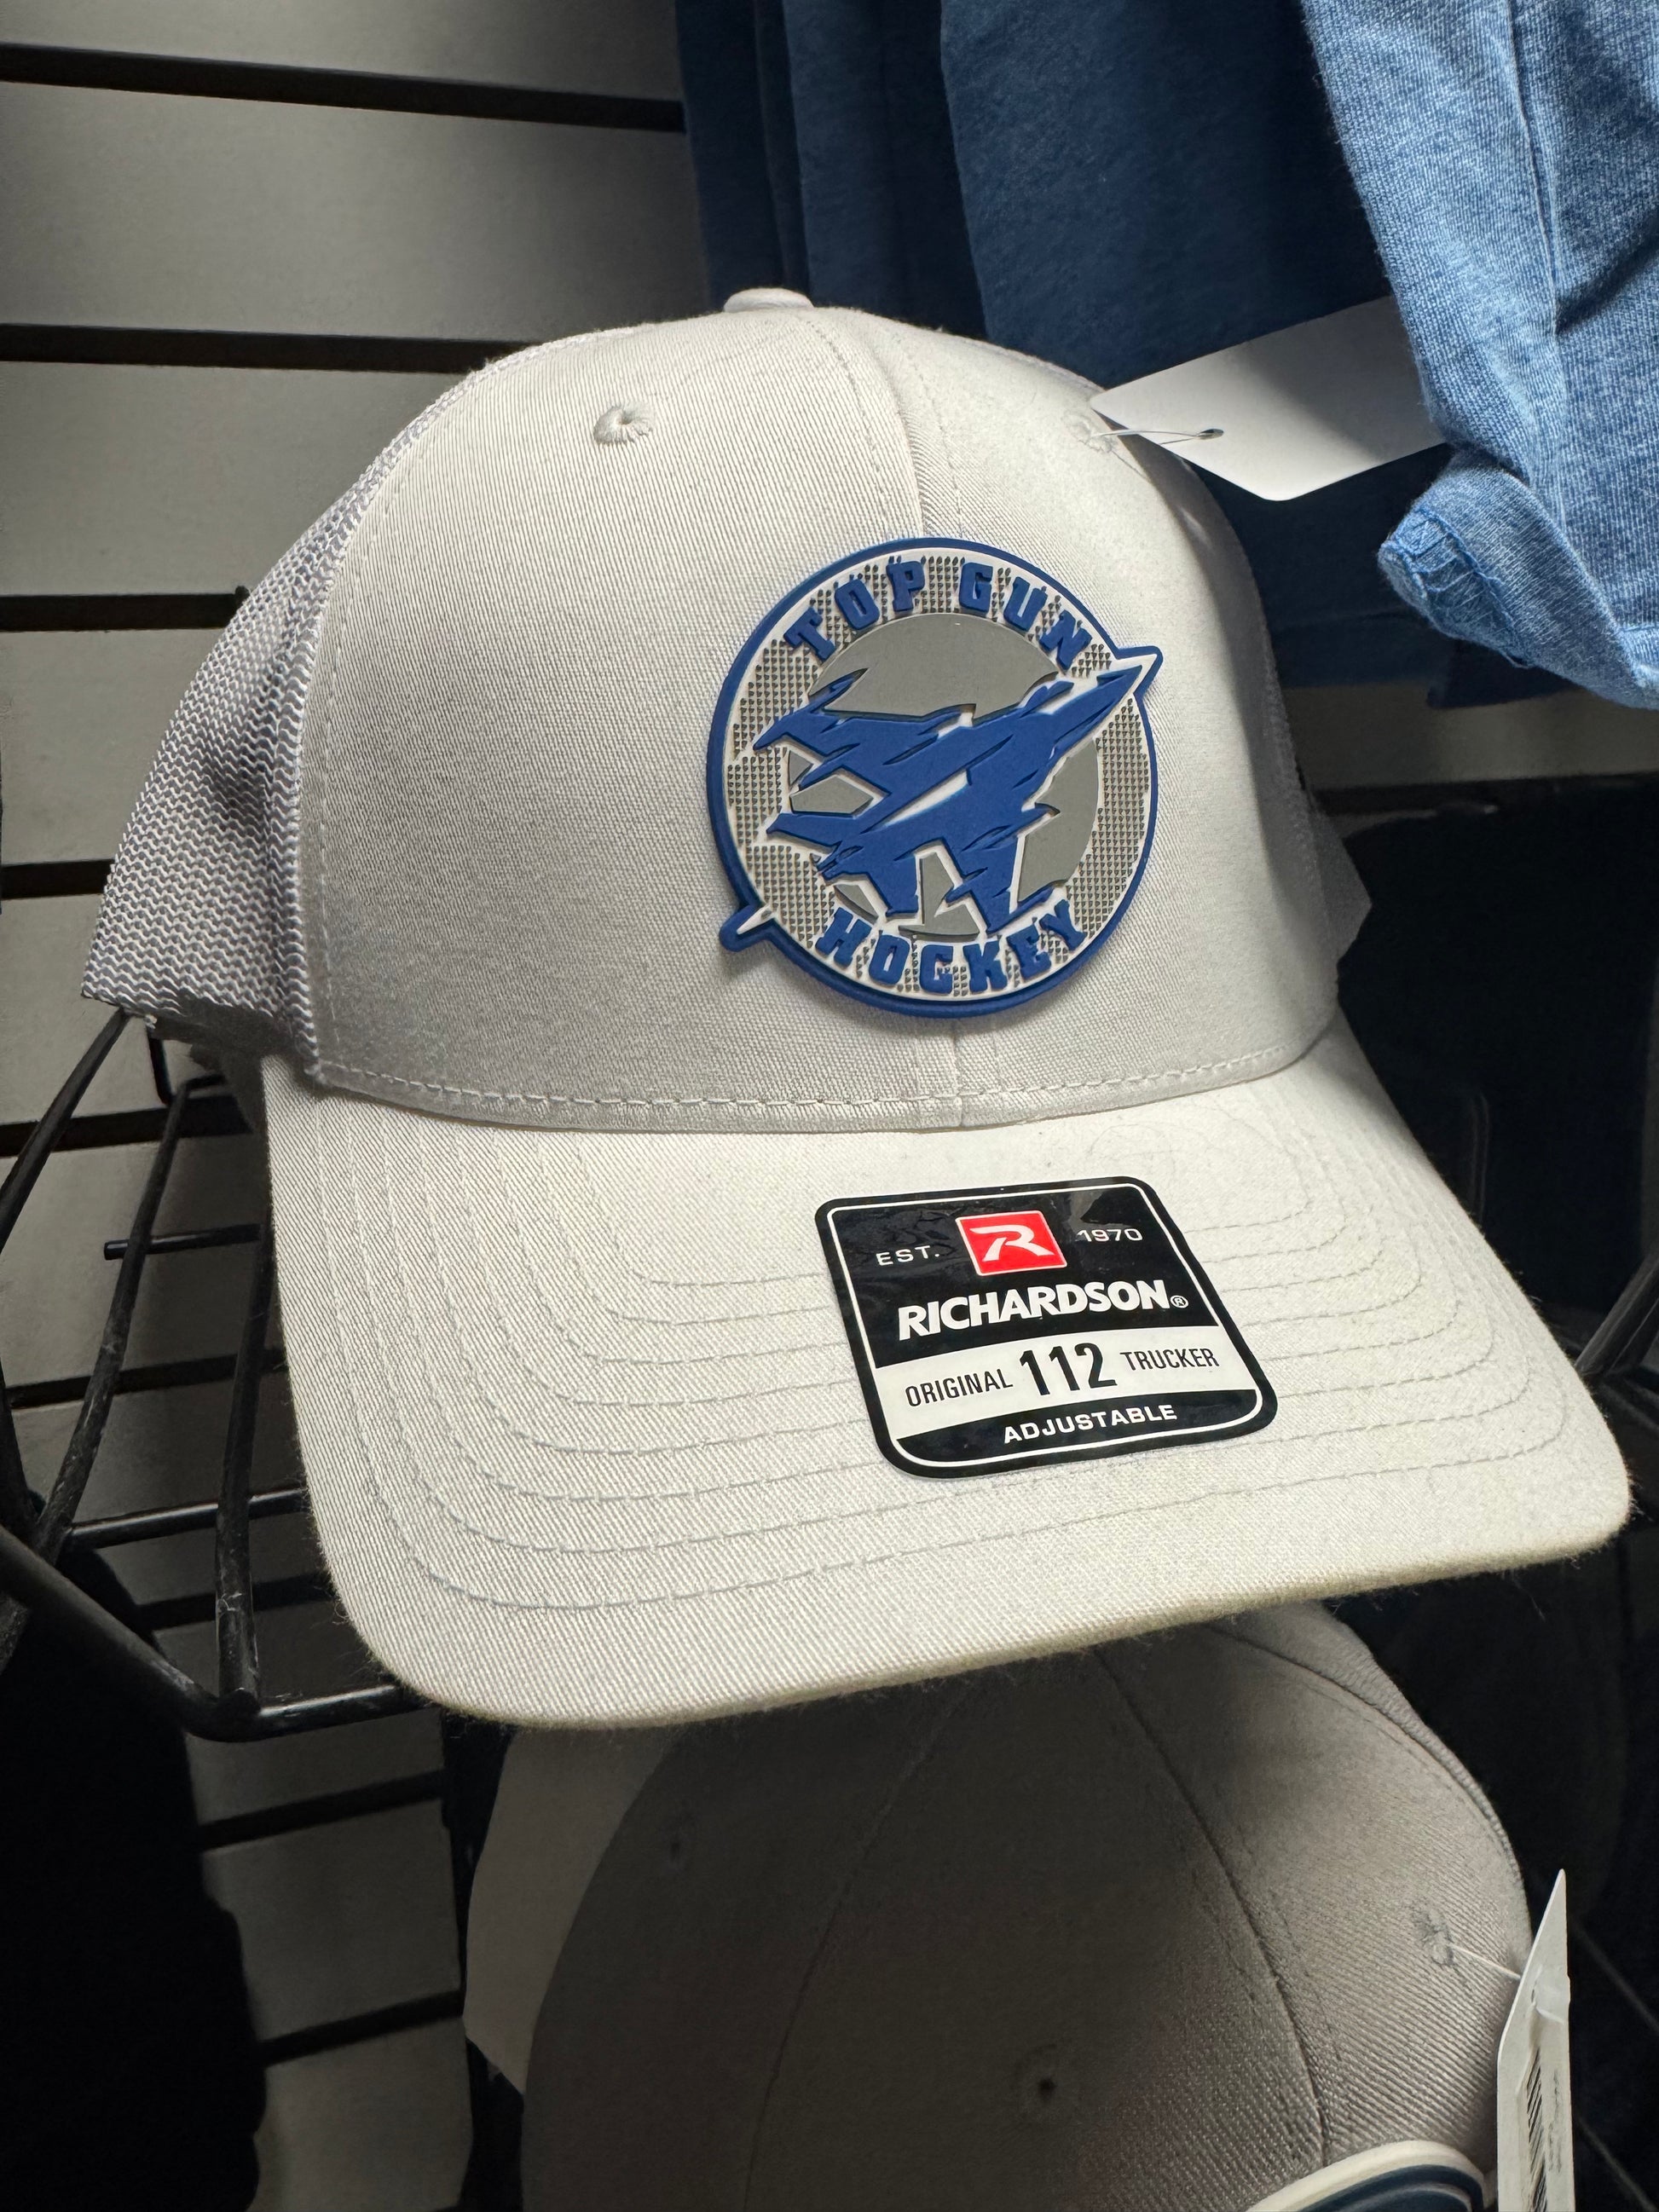 TOP GUN
HOCKEY
EST. R 1970
RICHARDSON®
ORIGINAL 112 TRUCKER
ADJUSTABLE